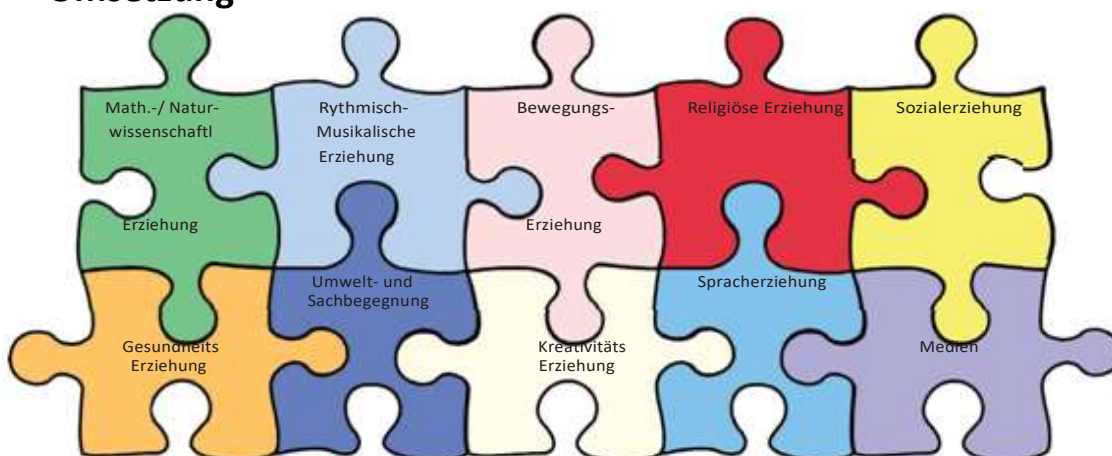 Umsetzung
Math.-/ Natur-
wissenschaftl
Erziehung
Rythmisch-
Musikalische
Erziehung
Bewegungs-
Erziehung
Religiöse Erziehung
Sozialerziehung
Gesundheits
Erziehung
Umwelt- und
Sachbegegnung
Kreativitäts
Erziehung
Spracherziehung
Medien